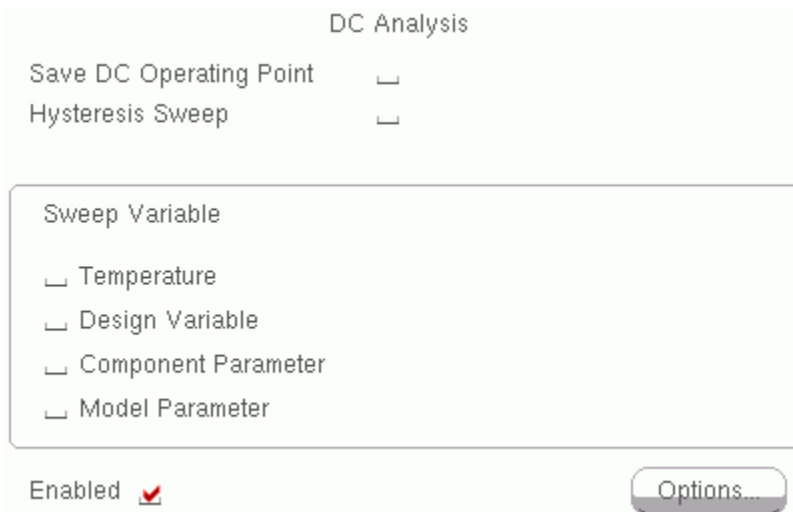 DC Analysis
Save DC Operating Point
Hysteresis Sweep
Sweep Variable
Temperature
Design Variable
Component Parameter
Model Parameter
Enabled
Options...